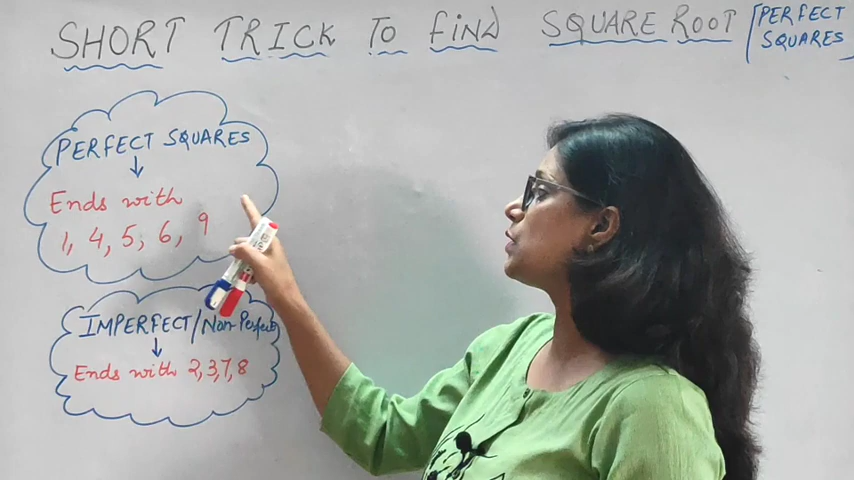 SHORT TRICK TO FIND SQUARE ROOT [PERFECT
SQUARES
PERFECT SQUARES
↓
Ends with
1, 4, 5, 6, 9
IMPERFECT/Non-Perfect
↓
Ends with 2,3,7,8